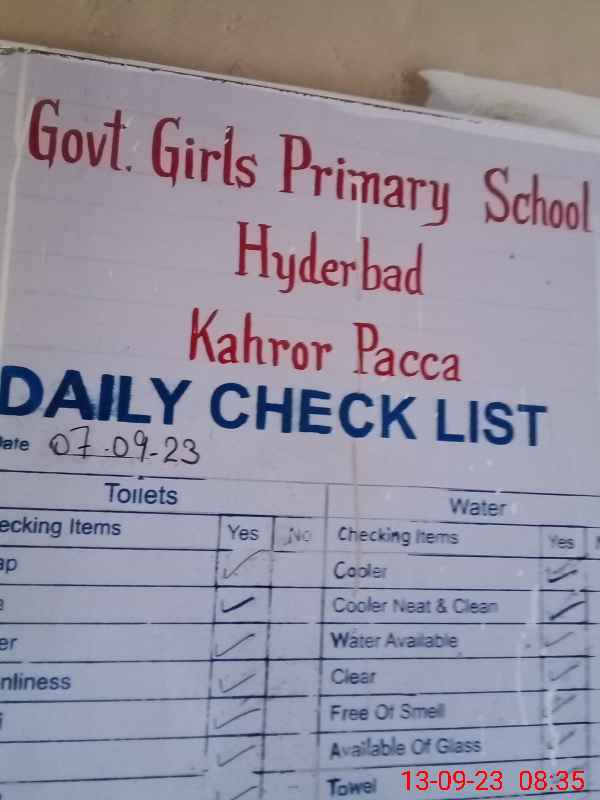 Govt. Girls Primary School
Hyderbad
Kahror Pacca
DAILY CHECK LIST
ate 07-09-23
Toilets Water
ecking Items Yes No Checking Items Yes
ap Cooler
Cooler Neat & Clean
er Water Available
nliness Clear
Free Of Smell
Available Of Glass
Towel
13-09-23 08:35